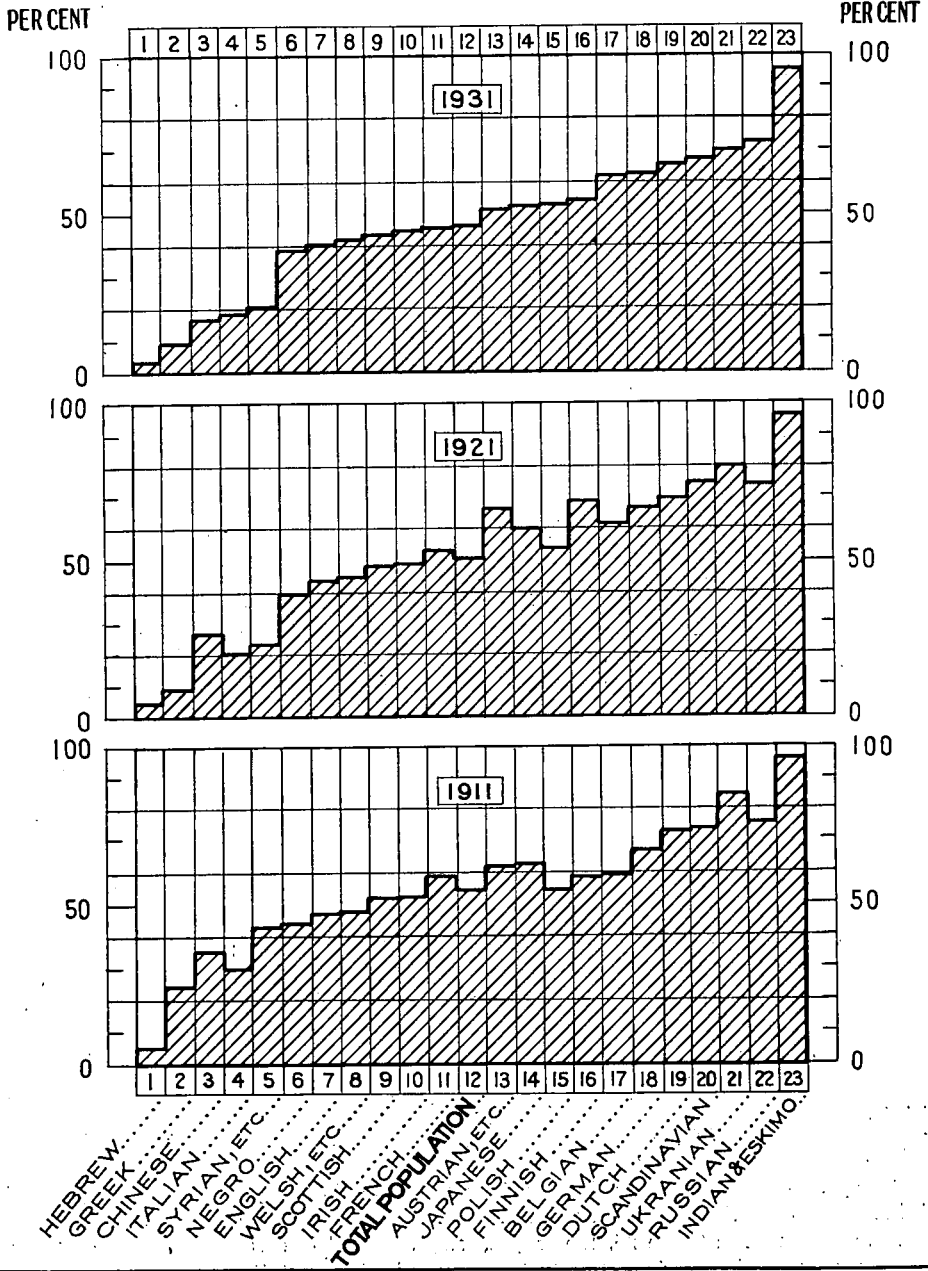 PER CENT
PER CENT
1 2 3 4 5 6 7 8 9 10 11 12 13 14 15 16 17 18 19 20 21 22 23
100
100
1931
50
50
0
0
100
100
1921
50
50
0
0
100
100
1911
50
50
0
0
1 2 3 4 5 6 7 8 9 10 11 12 13 14 15 16 17 18 19 20 21 22 23
HEBREW
GREEK
CHINESE
ITALIAN
SYRIAN, ETC
NEGRO
ENGLISH
WELSH, ETC
SCOTTISH
IRISH
FRENCH
TOTAL POPULATION
AUSTRIAN, ETC
JAPANESE
POLISH
FINNISH
BELGIAN
GERMAN
DUTCH
SCANDINAVIAN
UKRANIAN
RUSSIAN
INDIAN & ESKIMO